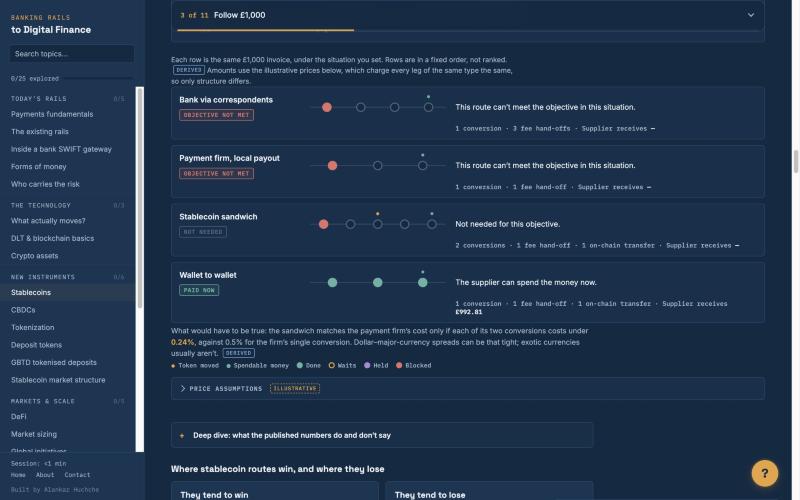 BANKING RAILS
to Digital Finance
Search topics...
0/25 explored
TODAY'S RAILS 0/5
Payments fundamentals
The existing rails
Inside a bank SWIFT gateway
Forms of money
Who carries the risk
THE TECHNOLOGY 0/3
What actually moves?
DLT & blockchain basics
Crypto assets
NEW INSTRUMENTS 0/6
Stablecoins
CBDCs
Tokenization
Deposit tokens
GBTD tokenised deposits
Stablecoin market structure
MARKETS & SCALE 0/5
DeFi
Market sizing
Global initiatives
Session: <1 min
Home About Contact
Built by Alankar Huchche
3 of 11 Follow £1,000
Each row is the same £1,000 invoice, under the situation you set. Rows are in a fixed order, not ranked.
DERIVED Amounts use the illustrative prices below, which charge every leg of the same type the same,
so only structure differs.
Bank via correspondents
OBJECTIVE NOT MET
This route can't meet the objective in this situation.
1 conversion · 3 fee hand-offs · Supplier receives —
Payment firm, local payout
OBJECTIVE NOT MET
This route can't meet the objective in this situation.
1 conversion · 1 fee hand-off · Supplier receives —
Stablecoin sandwich
NOT NEEDED
Not needed for this objective.
2 conversions · 1 fee hand-off · 1 on-chain transfer · Supplier receives —
Wallet to wallet
PAID NOW
The supplier can spend the money now.
1 conversion · 1 fee hand-off · 1 on-chain transfer · Supplier receives
£992.81
What would have to be true: the sandwich matches the payment firm's cost only if each of its two conversions costs under
0.24%, against 0.5% for the firm's single conversion. Dollar–major-currency spreads can be that tight; exotic currencies
usually aren't. DERIVED
Token moved Spendable money Done Waits Held Blocked
PRICE ASSUMPTIONS ILLUSTRATIVE
+ Deep dive: what the published numbers do and don't say
Where stablecoin routes win, and where they lose
They tend to win They tend to lose
?